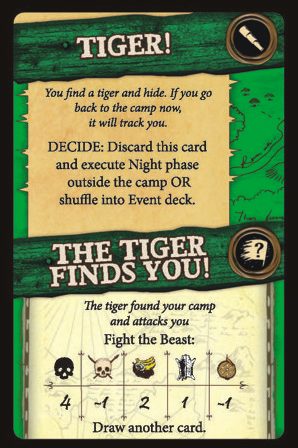 TIGER!
You find a tiger and hide. If you go
back to the camp now,
it will track you.
DECIDE: Discard this card
and execute Night phase
outside the camp OR
shuffle into Event deck.
THE TIGER
FINDS YOU!
?
The tiger found your camp
and attacks you
Fight the Beast:
4 -1 2 1 -1
Draw another card.